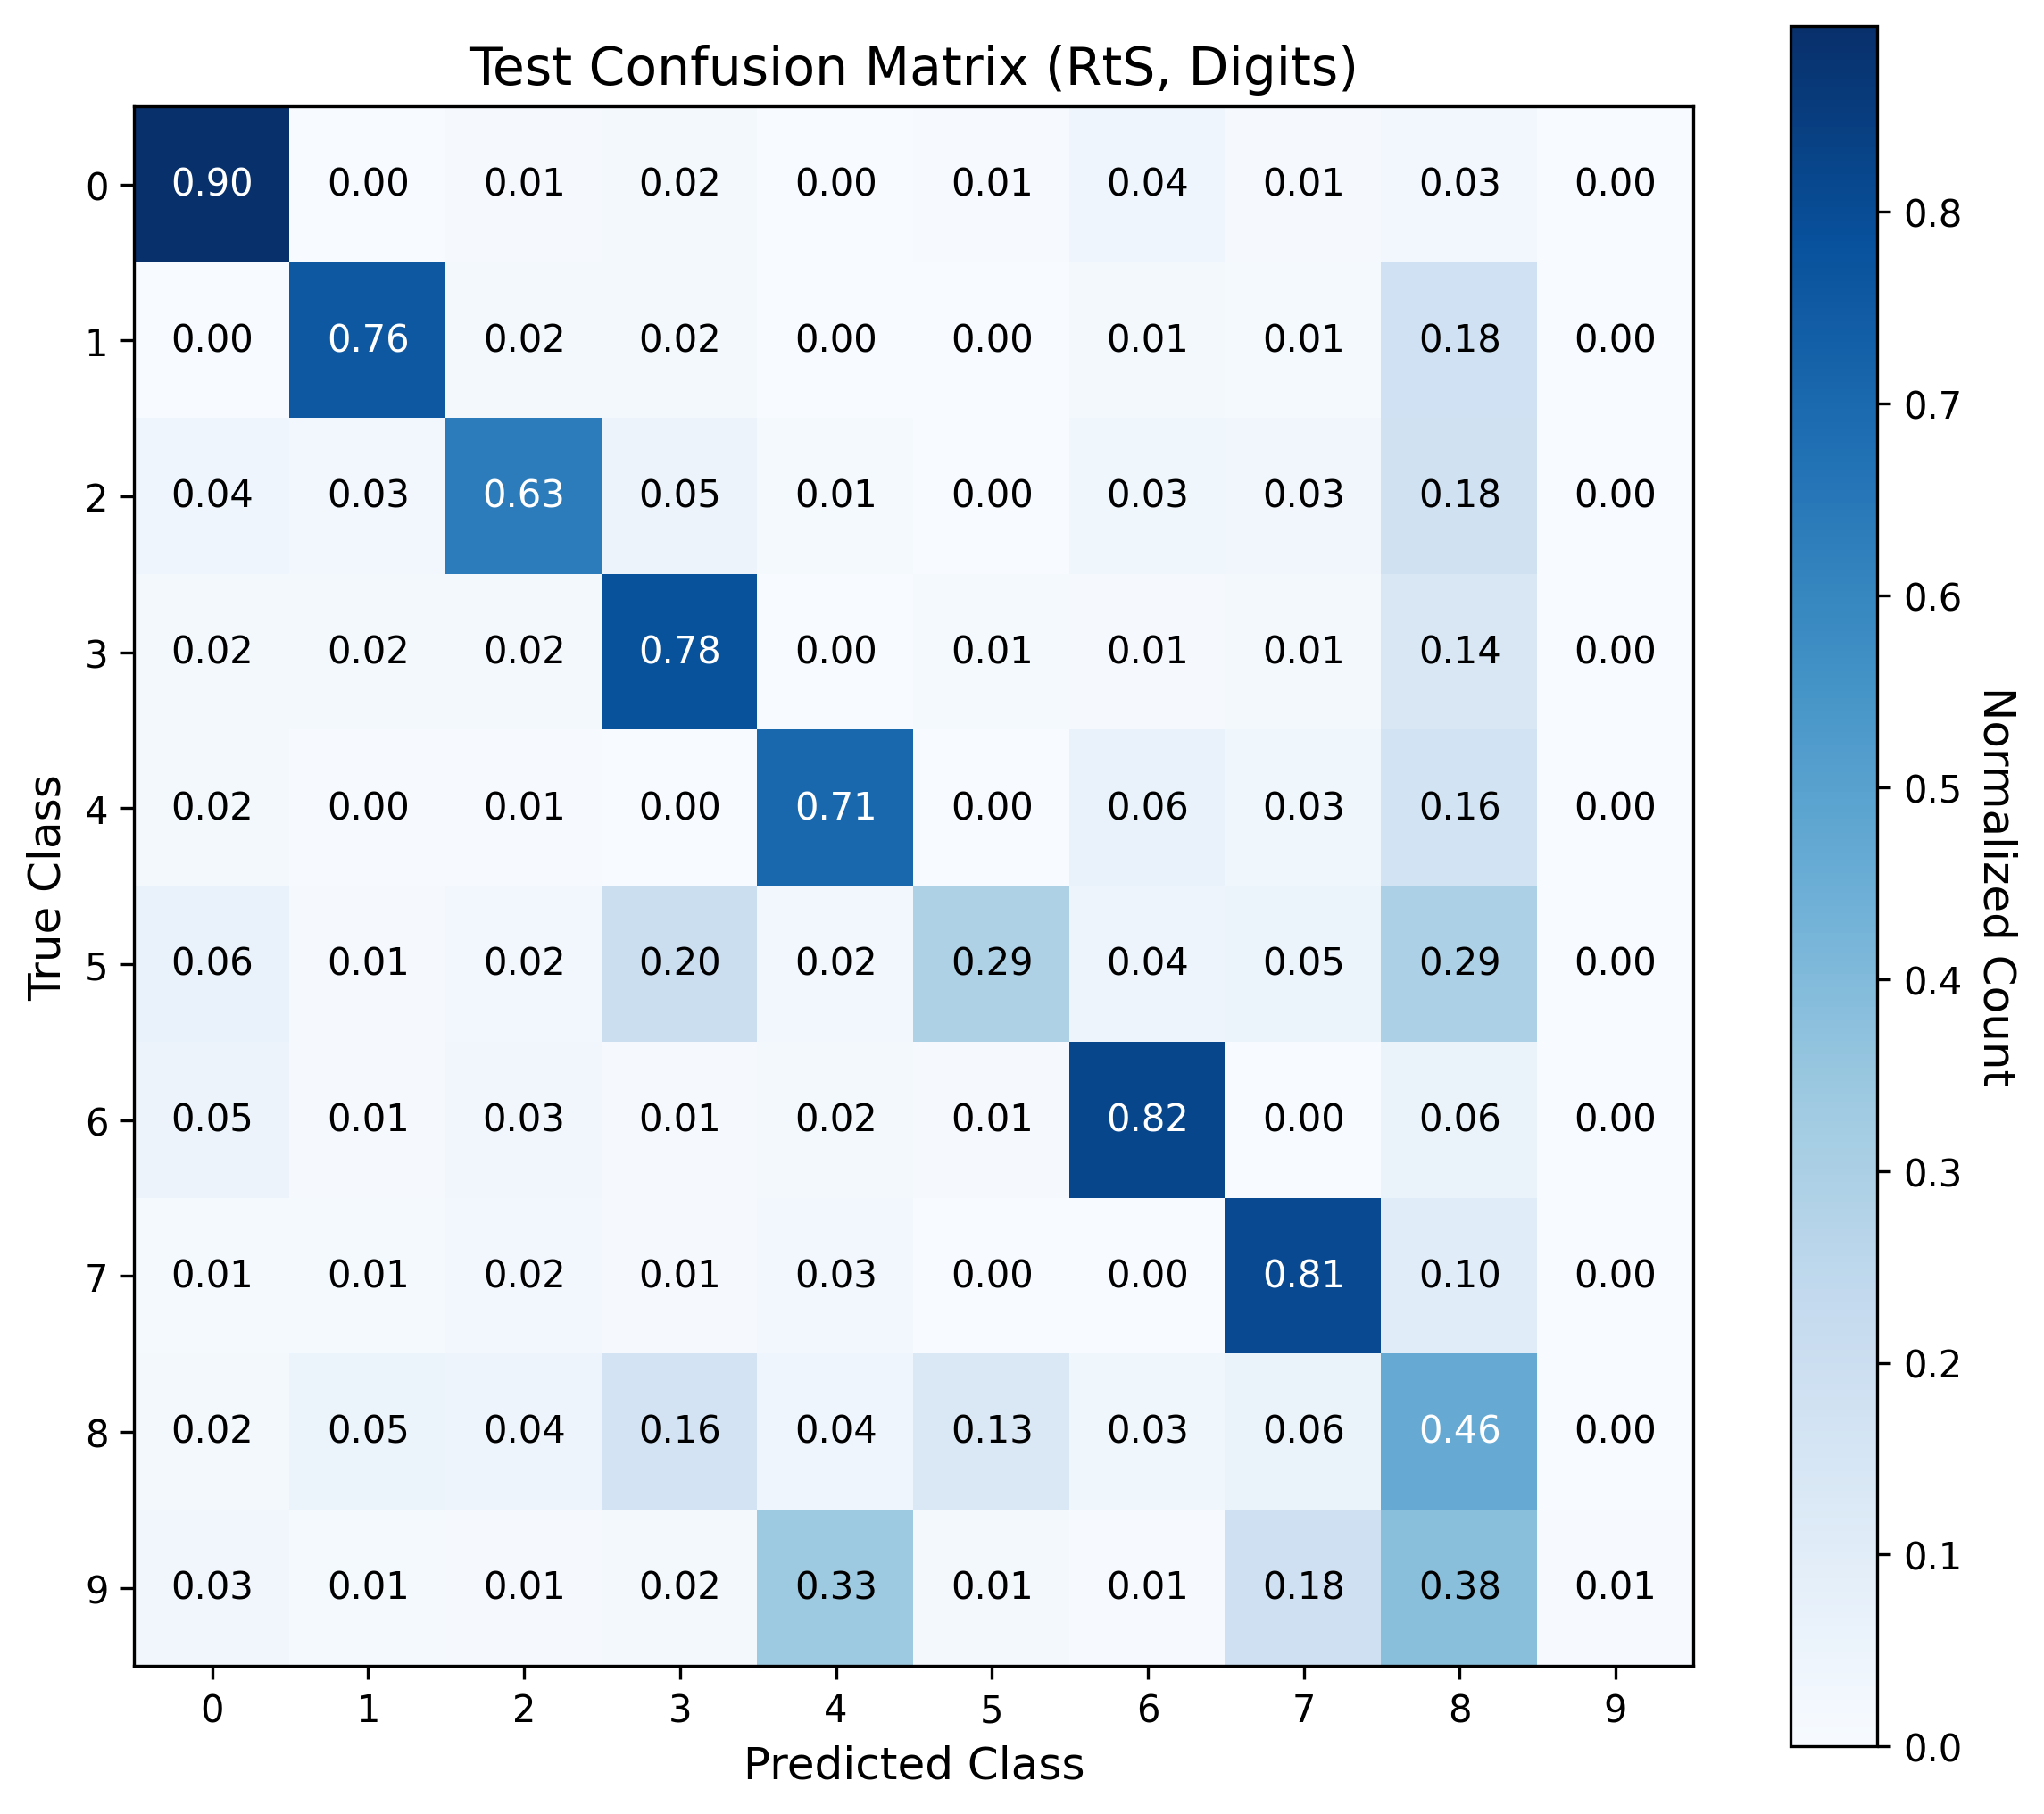 Test Confusion Matrix (RtS, Digits)
0 0.90 0.00 0.01 0.02 0.00 0.01 0.04 0.01 0.03 0.00
1 0.00 0.76 0.02 0.02 0.00 0.00 0.01 0.01 0.18 0.00
2 0.04 0.03 0.63 0.05 0.01 0.00 0.03 0.03 0.18 0.00
3 0.02 0.02 0.02 0.78 0.00 0.01 0.01 0.01 0.14 0.00
4 0.02 0.00 0.01 0.00 0.71 0.00 0.06 0.03 0.16 0.00
5 0.06 0.01 0.02 0.20 0.02 0.29 0.04 0.05 0.29 0.00
6 0.05 0.01 0.03 0.01 0.02 0.01 0.82 0.00 0.06 0.00
7 0.01 0.01 0.02 0.01 0.03 0.00 0.00 0.81 0.10 0.00
8 0.02 0.05 0.04 0.16 0.04 0.13 0.03 0.06 0.46 0.00
9 0.03 0.01 0.01 0.02 0.33 0.01 0.01 0.18 0.38 0.01
0 1 2 3 4 5 6 7 8 9
Predicted Class
True Class
0.8
0.7
0.6
0.5
0.4
0.3
0.2
0.1
0.0
Normalized Count